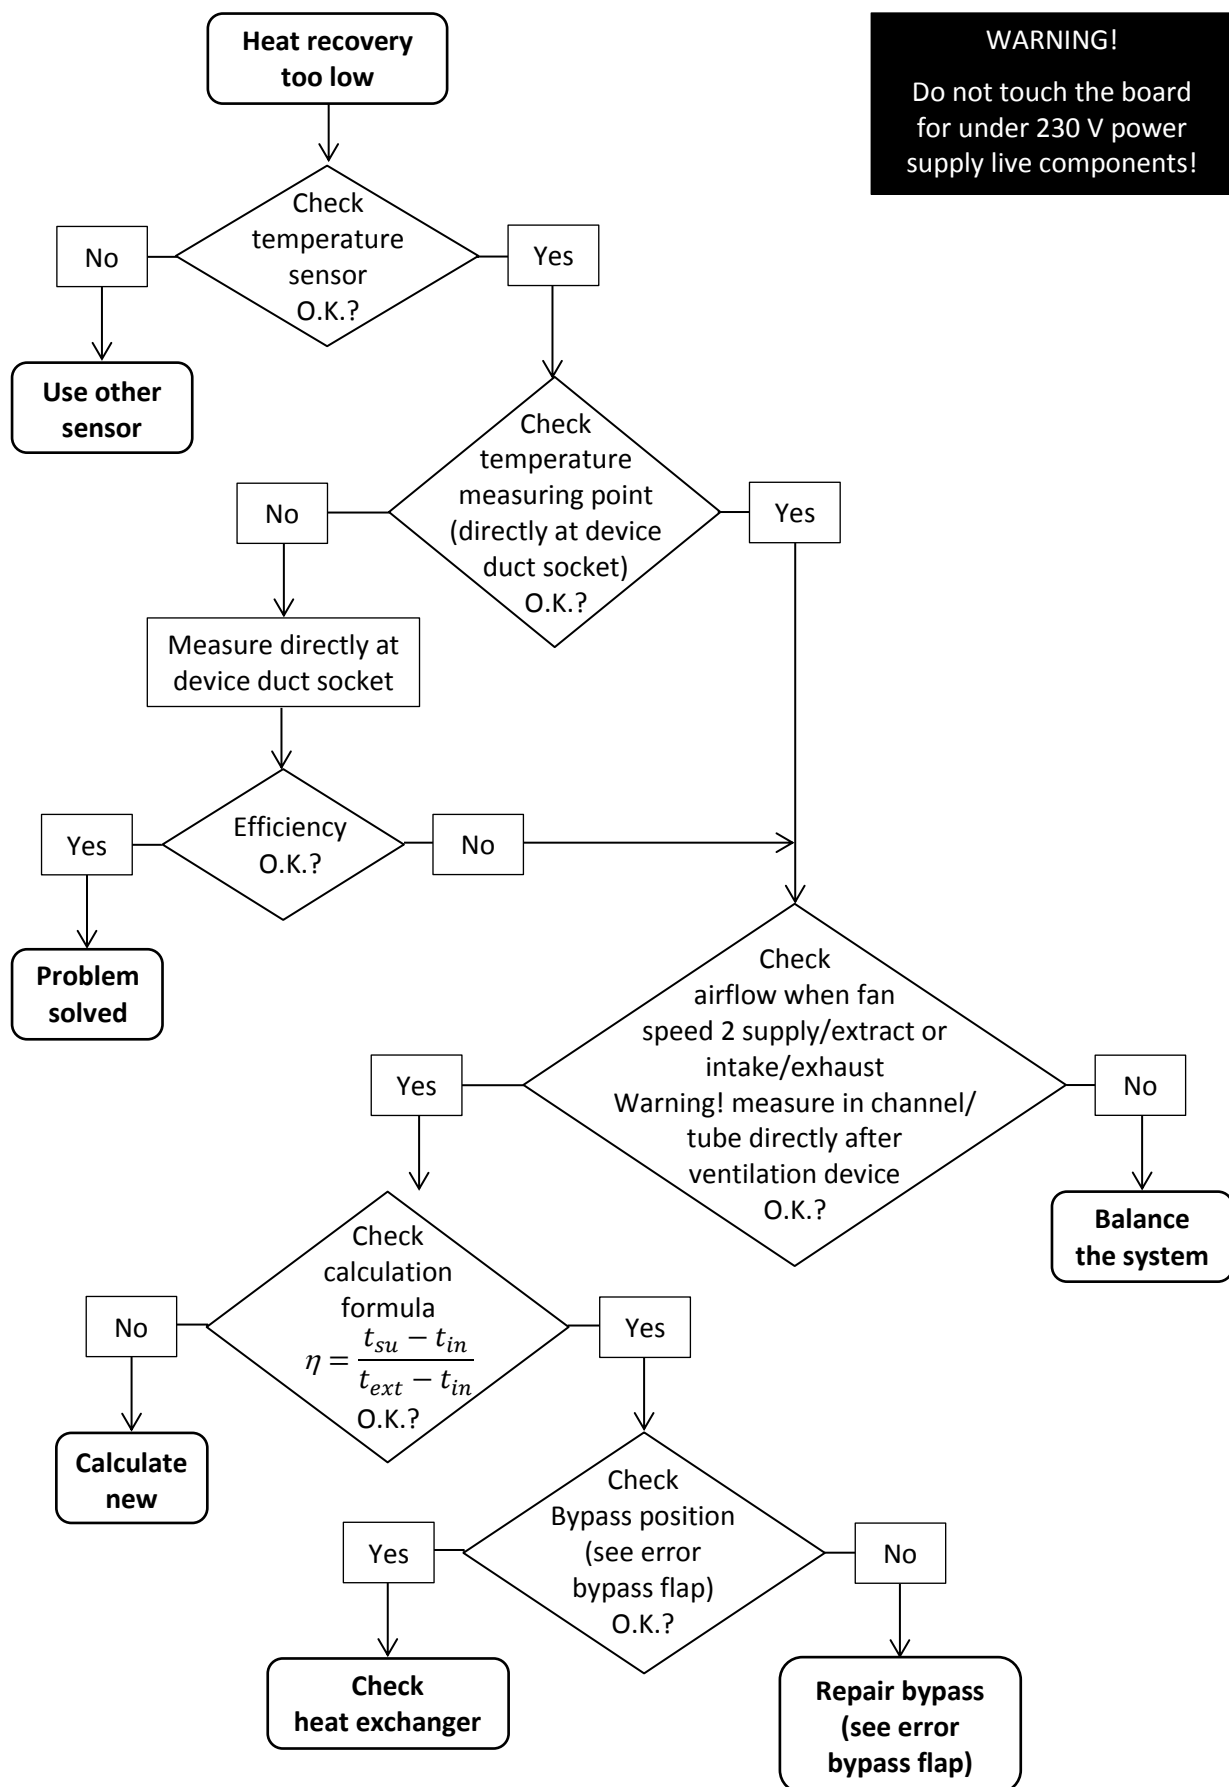 Heat recovery
too low
WARNING!
Do not touch the board
for under 230 V power
supply live components!
Check
temperature
sensor
O.K.?
No
Yes
Use other
sensor
Check
temperature
measuring point
(directly at device
duct socket)
O.K.?
No
Yes
Measure directly at
device duct socket
Efficiency
O.K.?
Yes
No
Problem
solved
Check
airflow when fan
speed 2 supply/extract or
intake/exhaust
Warning! measure in channel/
tube directly after
ventilation device
O.K.?
Yes
No
Balance
the system
Check
calculation
formula
η = (t_su − t_in) / (t_ext − t_in)
O.K.?
No
Yes
Calculate
new
Check
Bypass position
(see error
bypass flap)
O.K.?
Yes
No
Check
heat exchanger
Repair bypass
(see error
bypass flap)